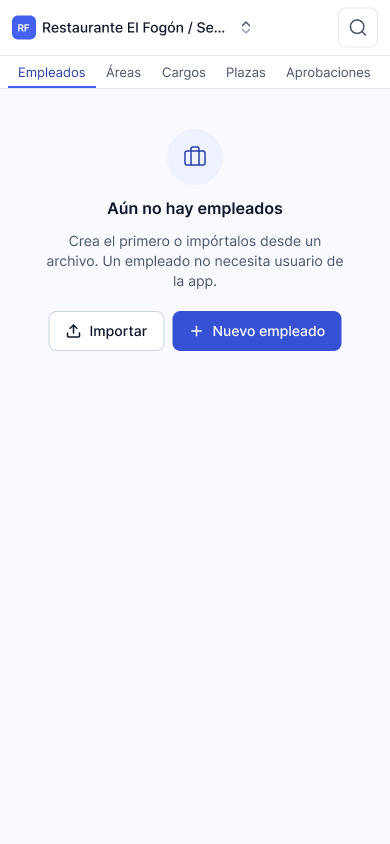 RF Restaurante El Fogón / Se...
Empleados Áreas Cargos Plazas Aprobaciones
Aún no hay empleados
Crea el primero o impórtalos desde un
archivo. Un empleado no necesita usuario de
la app.
Importar Nuevo empleado